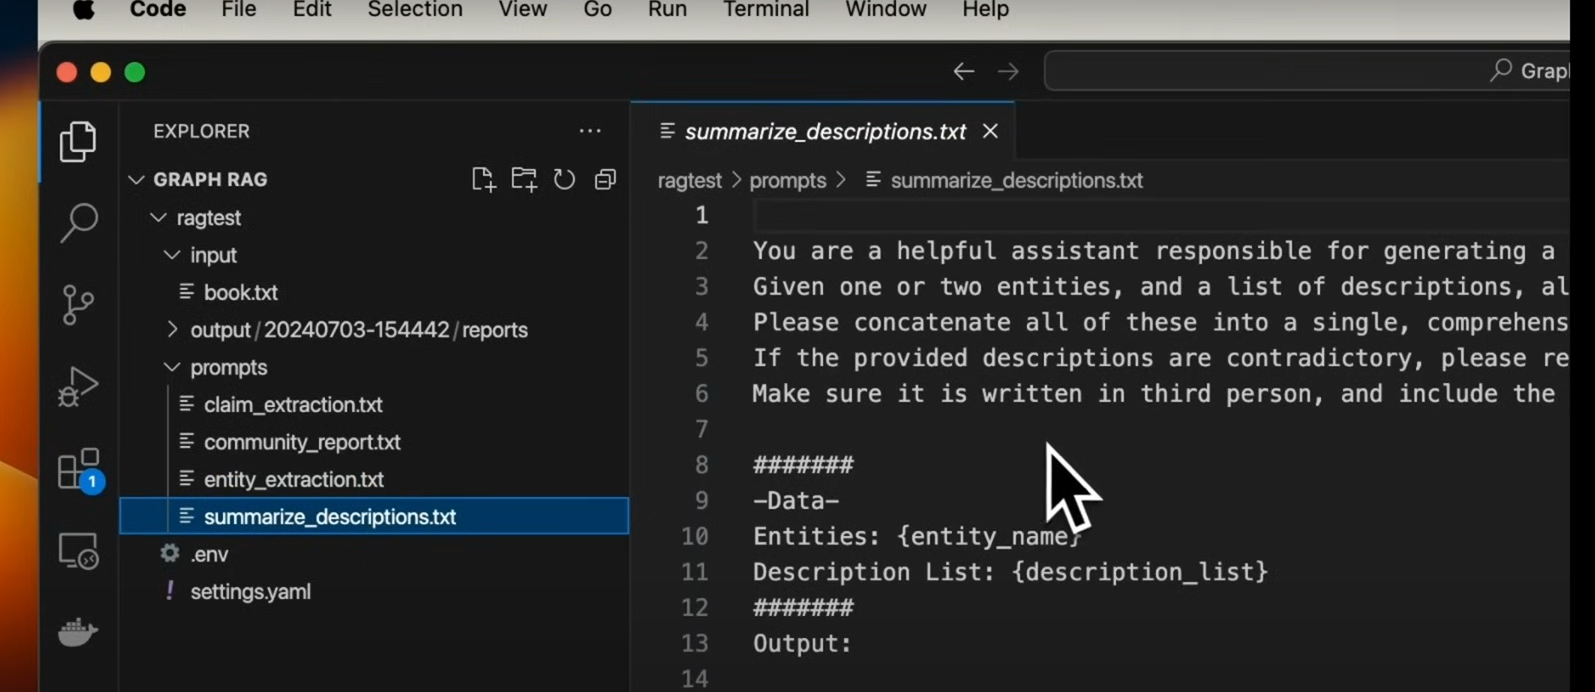 Code File Edit Selection View Go Run Terminal Window Help
Grap
EXPLORER
GRAPH RAG
ragtest
input
book.txt
output/20240703-154442/reports
prompts
claim_extraction.txt
community_report.txt
entity_extraction.txt
summarize_descriptions.txt
.env
! settings.yaml
1
summarize_descriptions.txt
ragtest > prompts > summarize_descriptions.txt
1
2 You are a helpful assistant responsible for generating a
3 Given one or two entities, and a list of descriptions, al
4 Please concatenate all of these into a single, comprehens
5 If the provided descriptions are contradictory, please re
6 Make sure it is written in third person, and include the
7
8 #######
9 -Data-
10 Entities: {entity_name}
11 Description List: {description_list}
12 #######
13 Output:
14